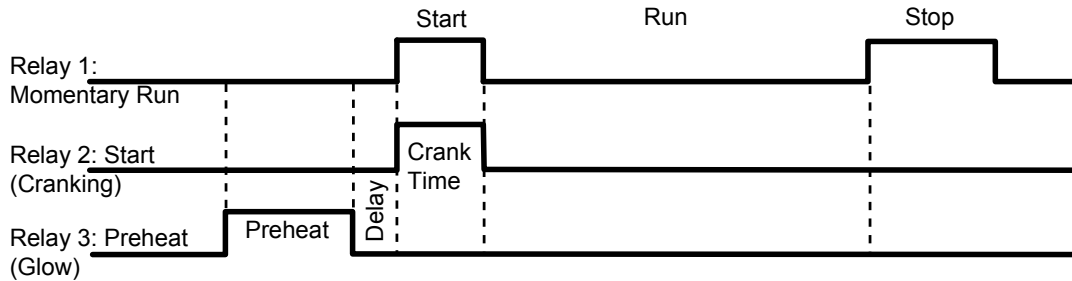 Start
Run
Stop
Relay 1:
Momentary Run
Relay 2: Start
(Cranking)
Crank
Time
Delay
Relay 3: Preheat
(Glow)
Preheat